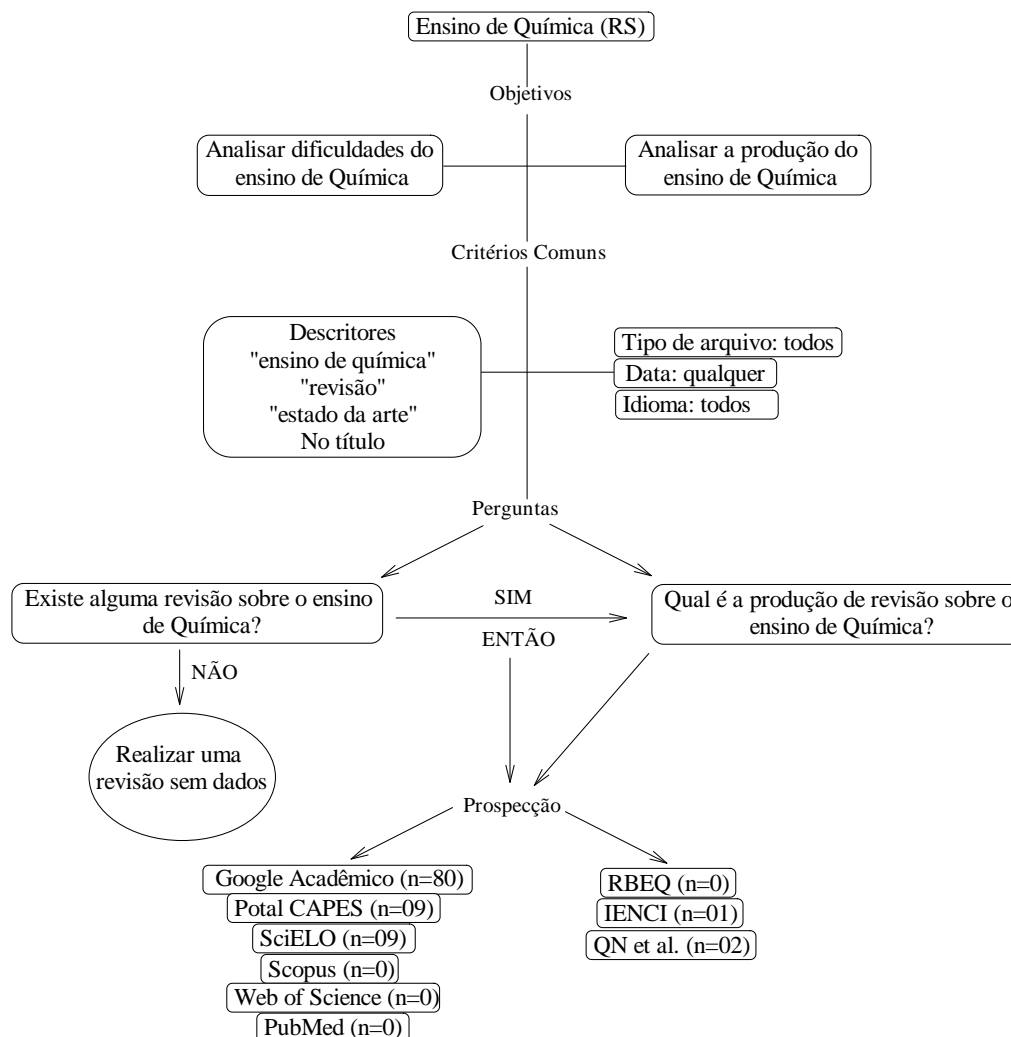 Ensino de Química (RS)
Objetivos
Analisar dificuldades do
ensino de Química
Analisar a produção do
ensino de Química
Critérios Comuns
Descritores
"ensino de química"
"revisão"
"estado da arte"
No título
Tipo de arquivo: todos
Data: qualquer
Idioma: todos
Perguntas
Existe alguma revisão sobre o ensino
de Química?
SIM
ENTÃO
Qual é a produção de revisão sobre o
ensino de Química?
NÃO
Realizar uma
revisão sem dados
Prospecção
Google Acadêmico (n=80)
Potal CAPES (n=09)
SciELO (n=09)
Scopus (n=0)
Web of Science (n=0)
PubMed (n=0)
RBEQ (n=0)
IENCI (n=01)
QN et al. (n=02)